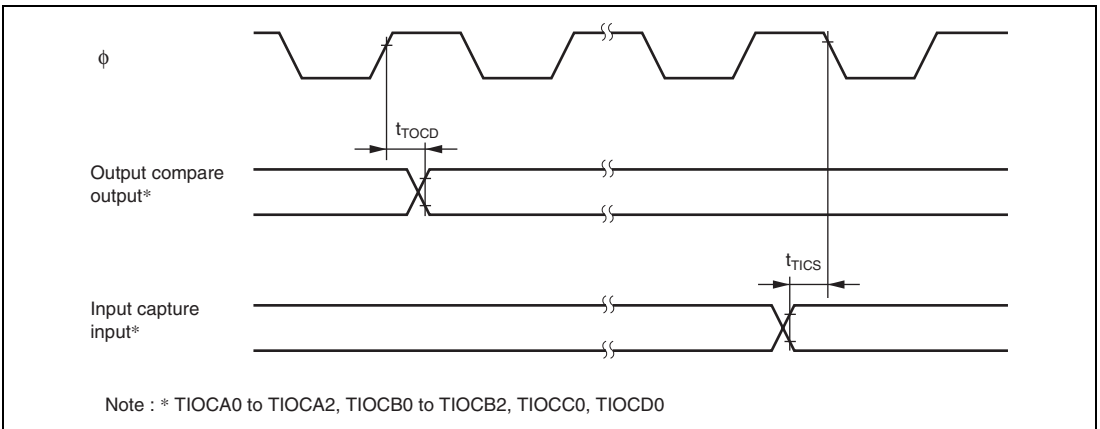 ϕ
tTOCD
Output compare
output*
tTICS
Input capture
input*
Note : * TIOCA0 to TIOCA2, TIOCB0 to TIOCB2, TIOCC0, TIOCD0